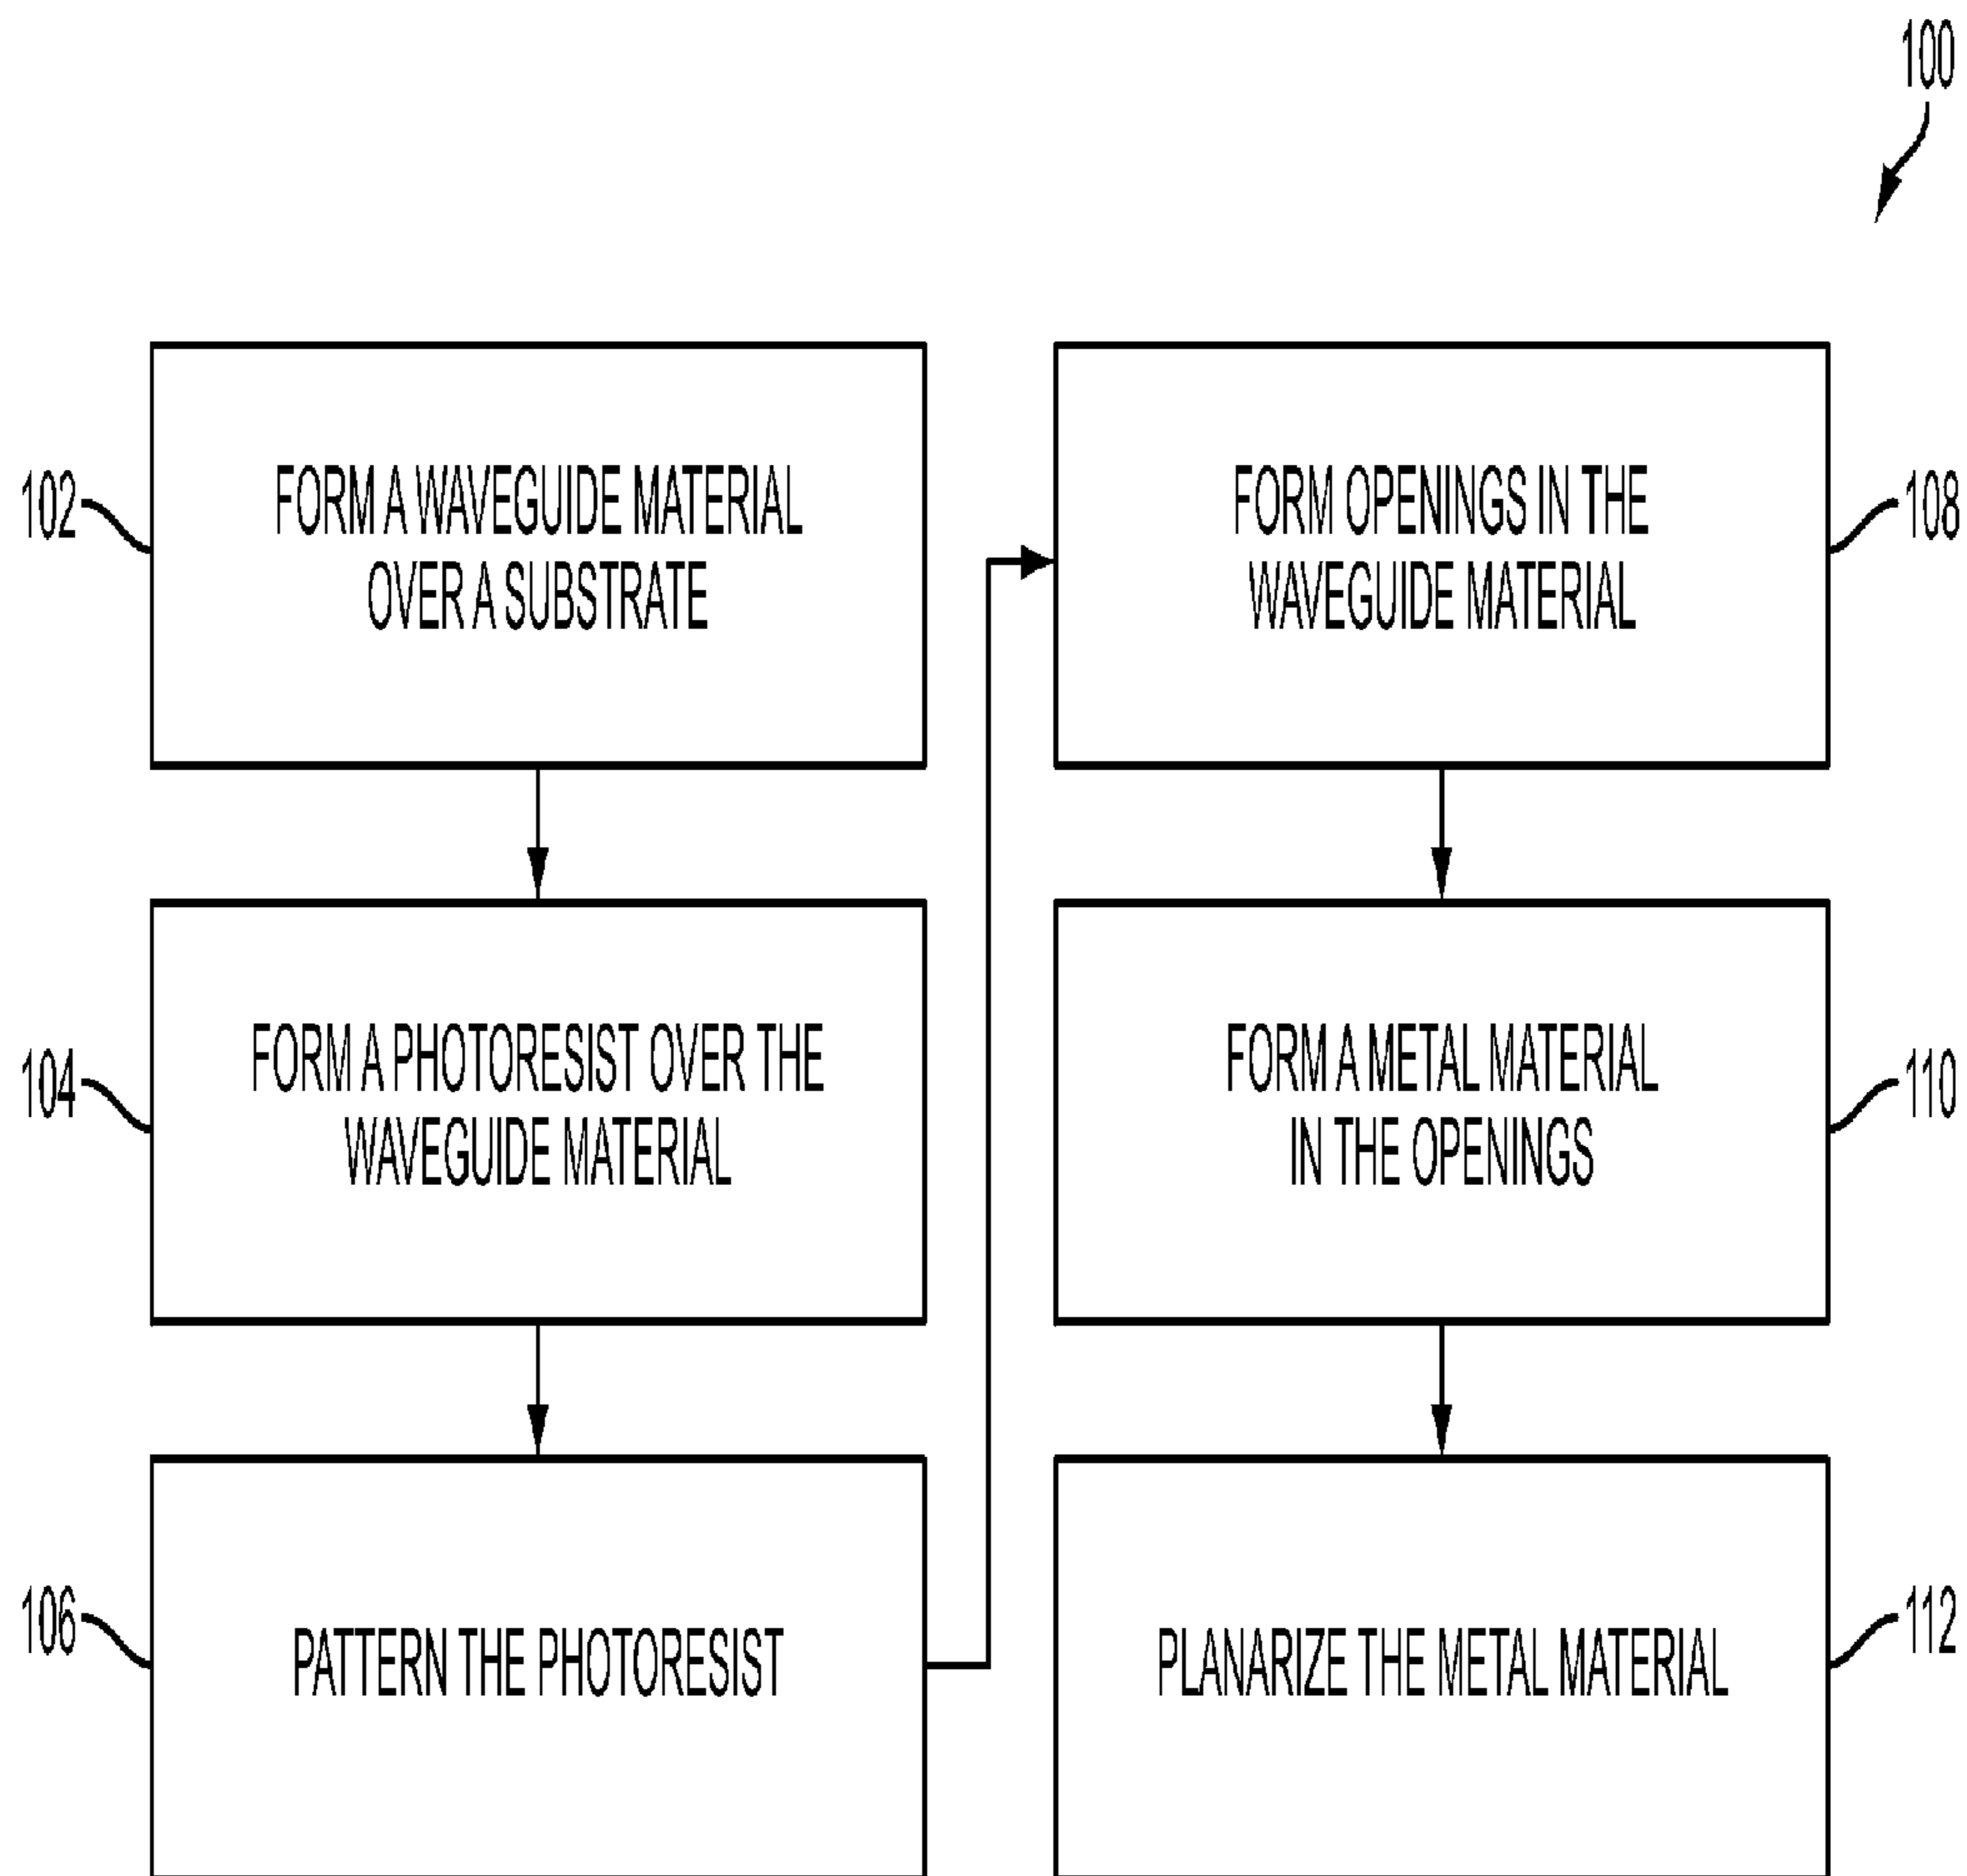 100
102
FORM A WAVEGUIDE MATERIAL
OVER A SUBSTRATE
104
FORM A PHOTORESIST OVER THE
WAVEGUIDE MATERIAL
106
PATTERN THE PHOTORESIST
FORM OPENINGS IN THE
WAVEGUIDE MATERIAL
108
FORM A METAL MATERIAL
IN THE OPENINGS
110
PLANARIZE THE METAL MATERIAL
112